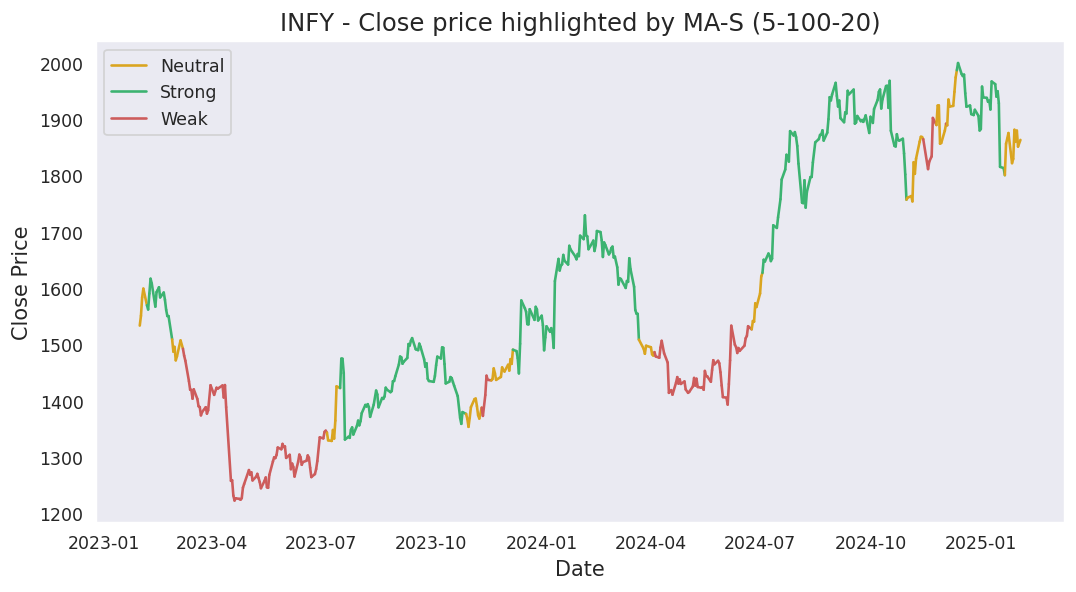 INFY - Close price highlighted by MA-S (5-100-20)
Neutral
Strong
Weak
2000
1900
1800
1700
1600
1500
1400
1300
1200
Close Price
2023-01 2023-04 2023-07 2023-10 2024-01 2024-04 2024-07 2024-10 2025-01
Date